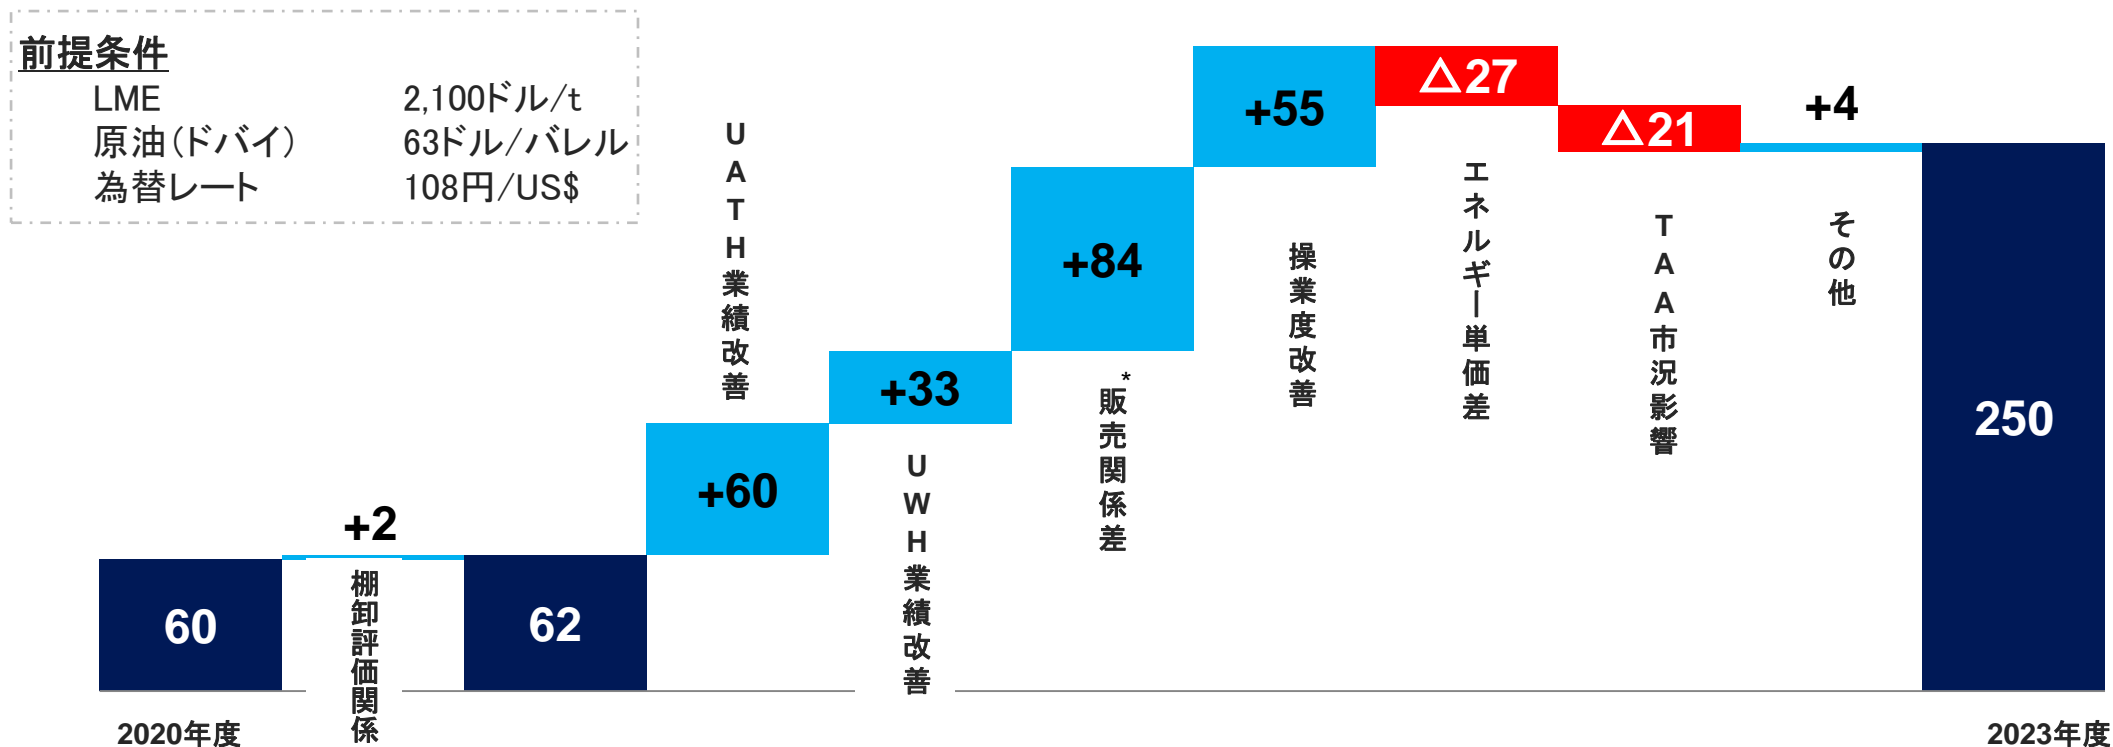 前提条件
LME 2,100ドル/t
原油(ドバイ) 63ドル/バレル
為替レート 108円/US$
60
+2
棚卸評価関係
62
UATH業績改善
+60
+33
UWH業績改善
+84
*
販売関係差
+55
操業度改善
△27
エネルギー単価差
△21
TAA市況影響
+4
その他
250
2020年度
2023年度